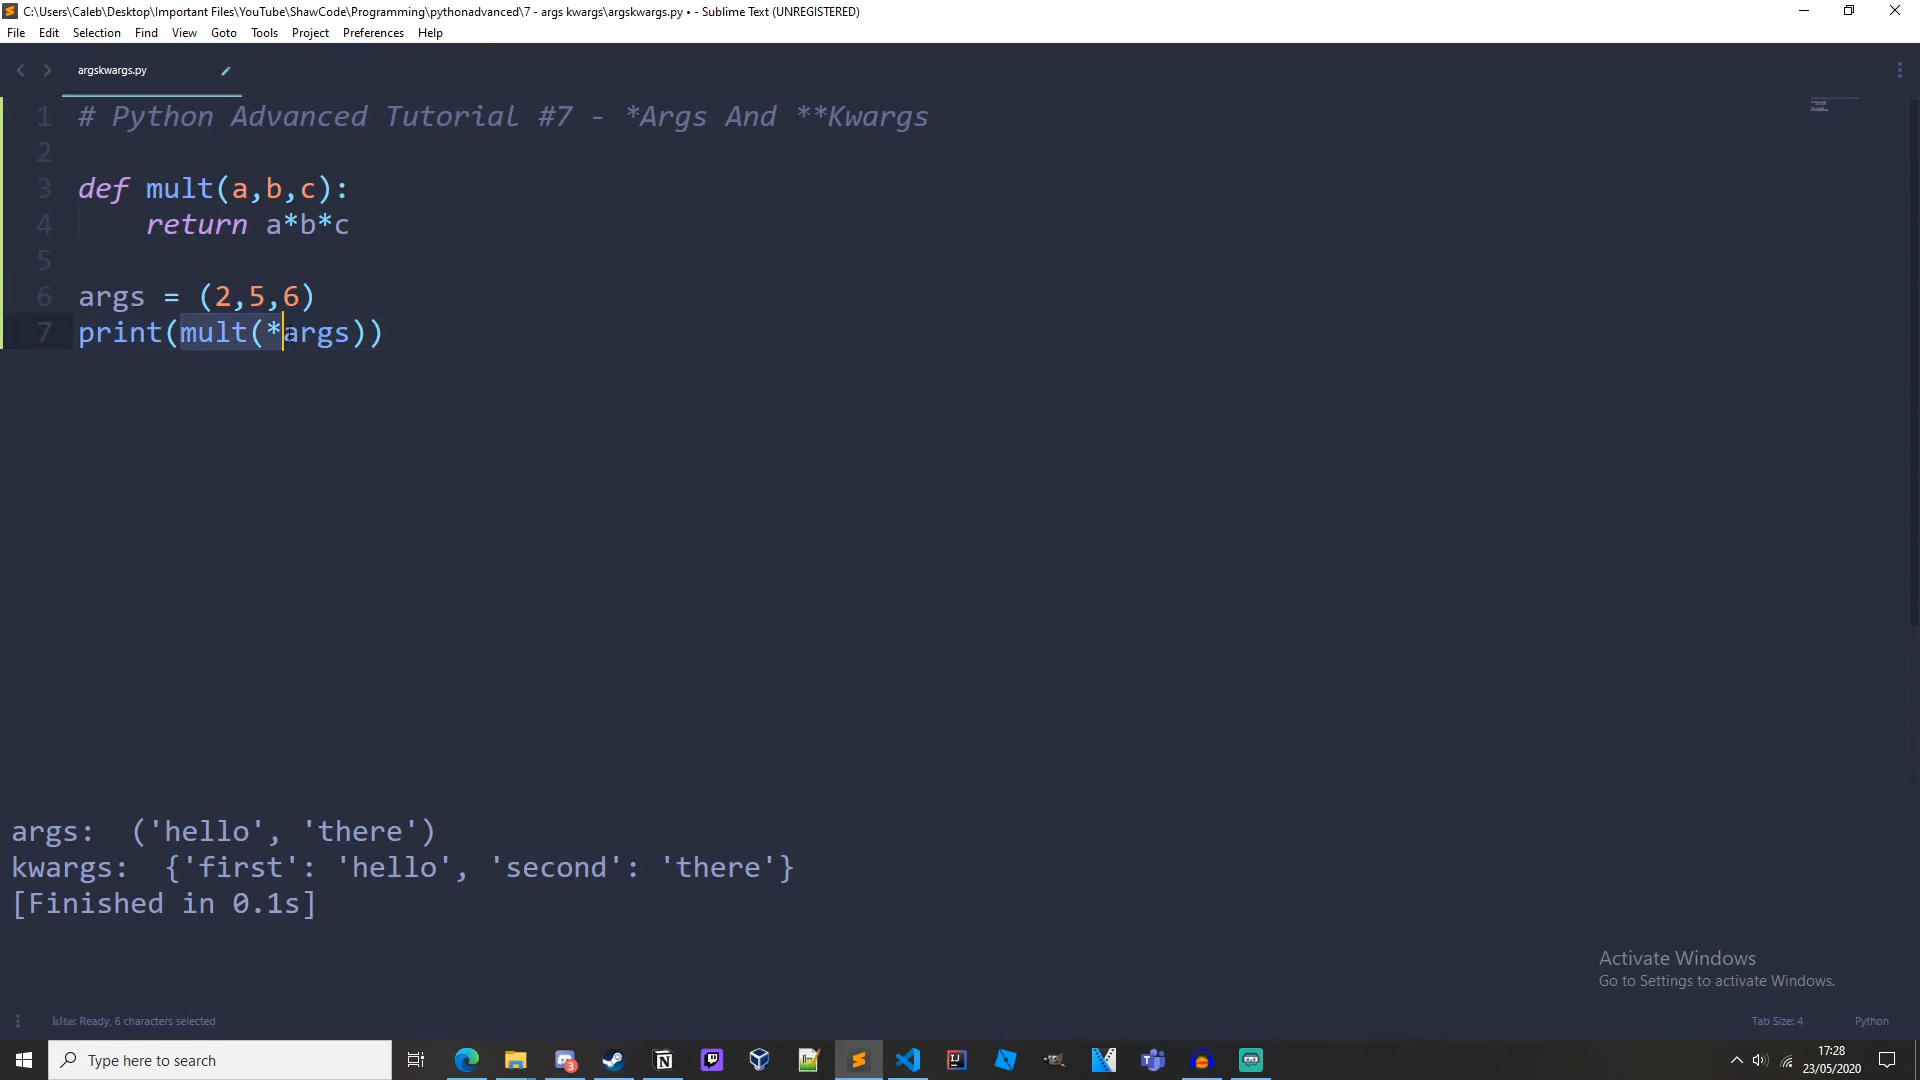 C:\Users\Caleb\Desktop\Important Files\YouTube\ShawCode\Programming\pythonadvanced\7 - args kwargs\argskwargs.py • - Sublime Text (UNREGISTERED)
File Edit Selection Find View Goto Tools Project Preferences Help
argskwargs.py
1 # Python Advanced Tutorial #7 - *Args And **Kwargs
2
3 def mult(a,b,c):
4     return a*b*c
5
6 args = (2,5,6)
7 print(mult(*args))
args:  ('hello', 'there')
kwargs:  {'first': 'hello', 'second': 'there'}
[Finished in 0.1s]
Activate Windows
Go to Settings to activate Windows.
kite: Ready, 6 characters selected Tab Size: 4 Python
Type here to search
17:28
23/05/2020